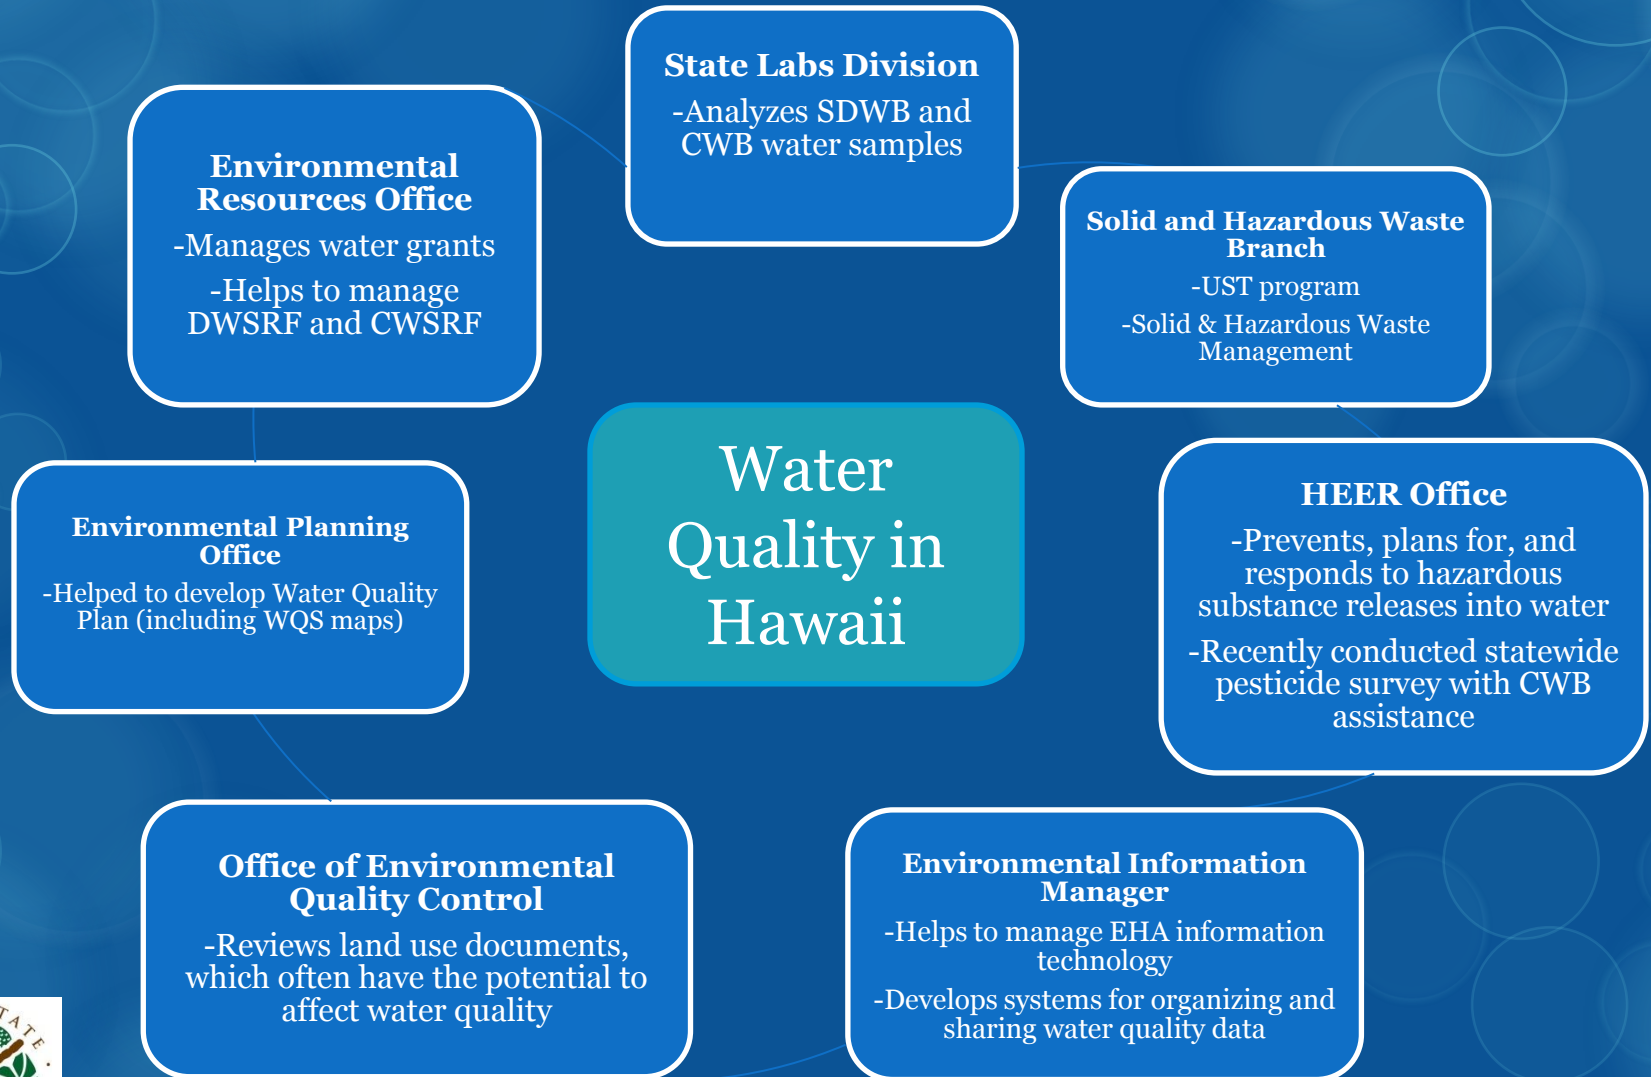 State Labs Division
-Analyzes SDWB and
CWB water samples
Solid and Hazardous Waste
Branch
-UST program
-Solid & Hazardous Waste
Management
HEER Office
-Prevents, plans for, and
responds to hazardous
substance releases into water
-Recently conducted statewide
pesticide survey with CWB
assistance
Environmental Information
Manager
-Helps to manage EHA information
technology
-Develops systems for organizing and
sharing water quality data
Office of Environmental
Quality Control
-Reviews land use documents,
which often have the potential to
affect water quality
Environmental Planning
Office
-Helped to develop Water Quality
Plan (including WQS maps)
Environmental
Resources Office
-Manages water grants
-Helps to manage
DWSRF and CWSRF
Water
Quality in
Hawaii